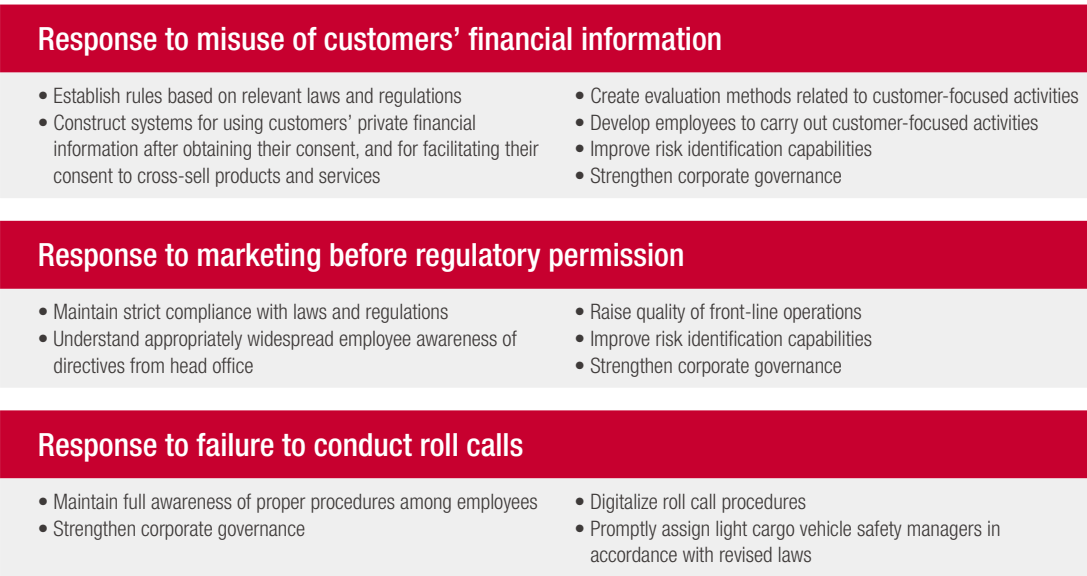 Response to misuse of customers’ financial information
• Establish rules based on relevant laws and regulations
• Construct systems for using customers’ private financial
information after obtaining their consent, and for facilitating their
consent to cross-sell products and services
• Create evaluation methods related to customer-focused activities
• Develop employees to carry out customer-focused activities
• Improve risk identification capabilities
• Strengthen corporate governance
Response to marketing before regulatory permission
• Maintain strict compliance with laws and regulations
• Understand appropriately widespread employee awareness of
directives from head office
• Raise quality of front-line operations
• Improve risk identification capabilities
• Strengthen corporate governance
Response to failure to conduct roll calls
• Maintain full awareness of proper procedures among employees
• Strengthen corporate governance
• Digitalize roll call procedures
• Promptly assign light cargo vehicle safety managers in
accordance with revised laws